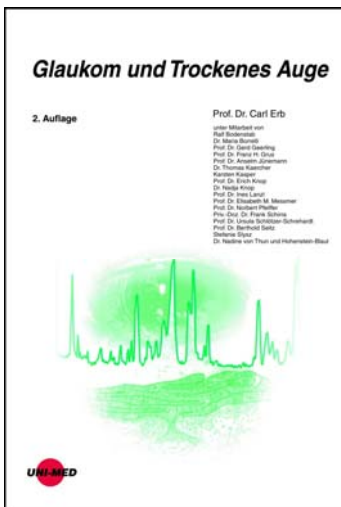 Glaukom und Trockenes Auge
2. Auflage
Prof. Dr. Carl Erb
unter Mitarbeit von
Ralf Bodenstab
Dr. Maria Borrelli
Prof. Dr. Gerd Geerling
Prof. Dr. Franz H. Grus
Prof. Dr. Anselm Jünemann
Dr. Thomas Kaercher
Karsten Kasper
Prof. Dr. Erich Knop
Dr. Nadja Knop
Prof. Dr. Ines Lanzl
Prof. Dr. Elisabeth M. Messmer
Prof. Dr. Norbert Pfeiffer
Priv.-Doz. Dr. Frank Schirra
Prof. Dr. Ursula Schlötzer-Schrehardt
Prof. Dr. Berthold Seitz
Stefanie
Dr. Nadine von Thun und Hohenstein-Blaul
UNI-MED